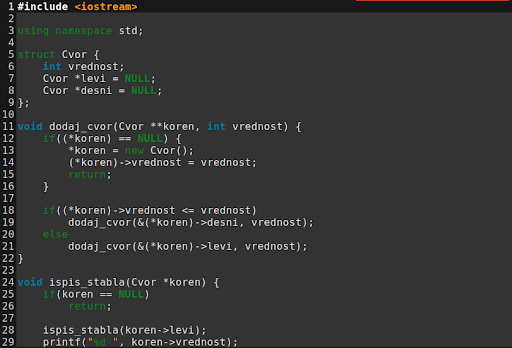 1 #include <iostream>
2
3 using namespace std;
4
5 struct Cvor {
6     int vrednost;
7     Cvor *levi = NULL;
8     Cvor *desni = NULL;
9 };
10
11 void dodaj_cvor(Cvor **koren, int vrednost) {
12     if((*koren) == NULL) {
13         *koren = new Cvor();
14         (*koren)->vrednost = vrednost;
15         return;
16     }
17
18     if((*koren)->vrednost <= vrednost)
19         dodaj_cvor(&(*koren)->desni, vrednost);
20     else
21         dodaj_cvor(&(*koren)->levi, vrednost);
22 }
23
24 void ispis_stabla(Cvor *koren) {
25     if(koren == NULL)
26         return;
27
28     ispis_stabla(koren->levi);
29     printf("%d ", koren->vrednost);